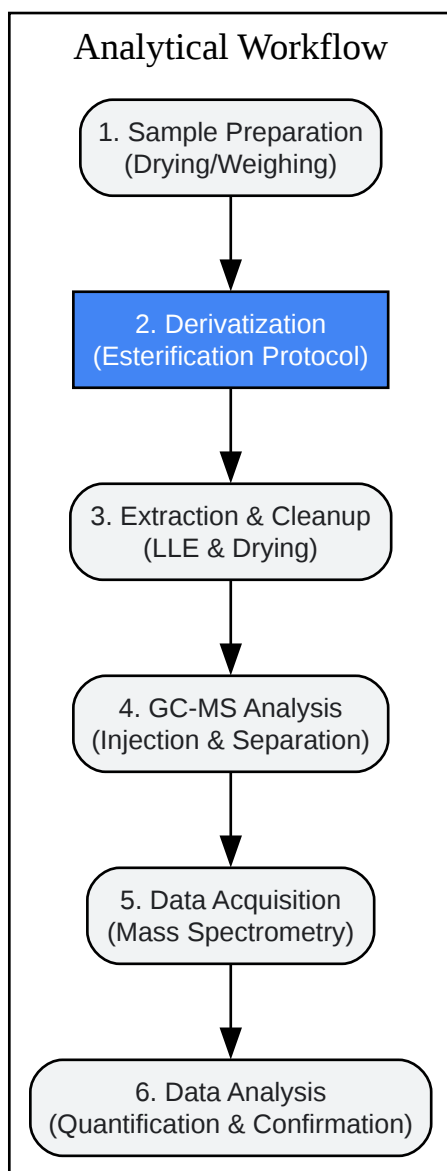 Analytical Workflow
1. Sample Preparation
(Drying/Weighing)
2. Derivatization
(Esterification Protocol)
3. Extraction & Cleanup
(LLE & Drying)
4. GC-MS Analysis
(Injection & Separation)
5. Data Acquisition
(Mass Spectrometry)
6. Data Analysis
(Quantification & Confirmation)